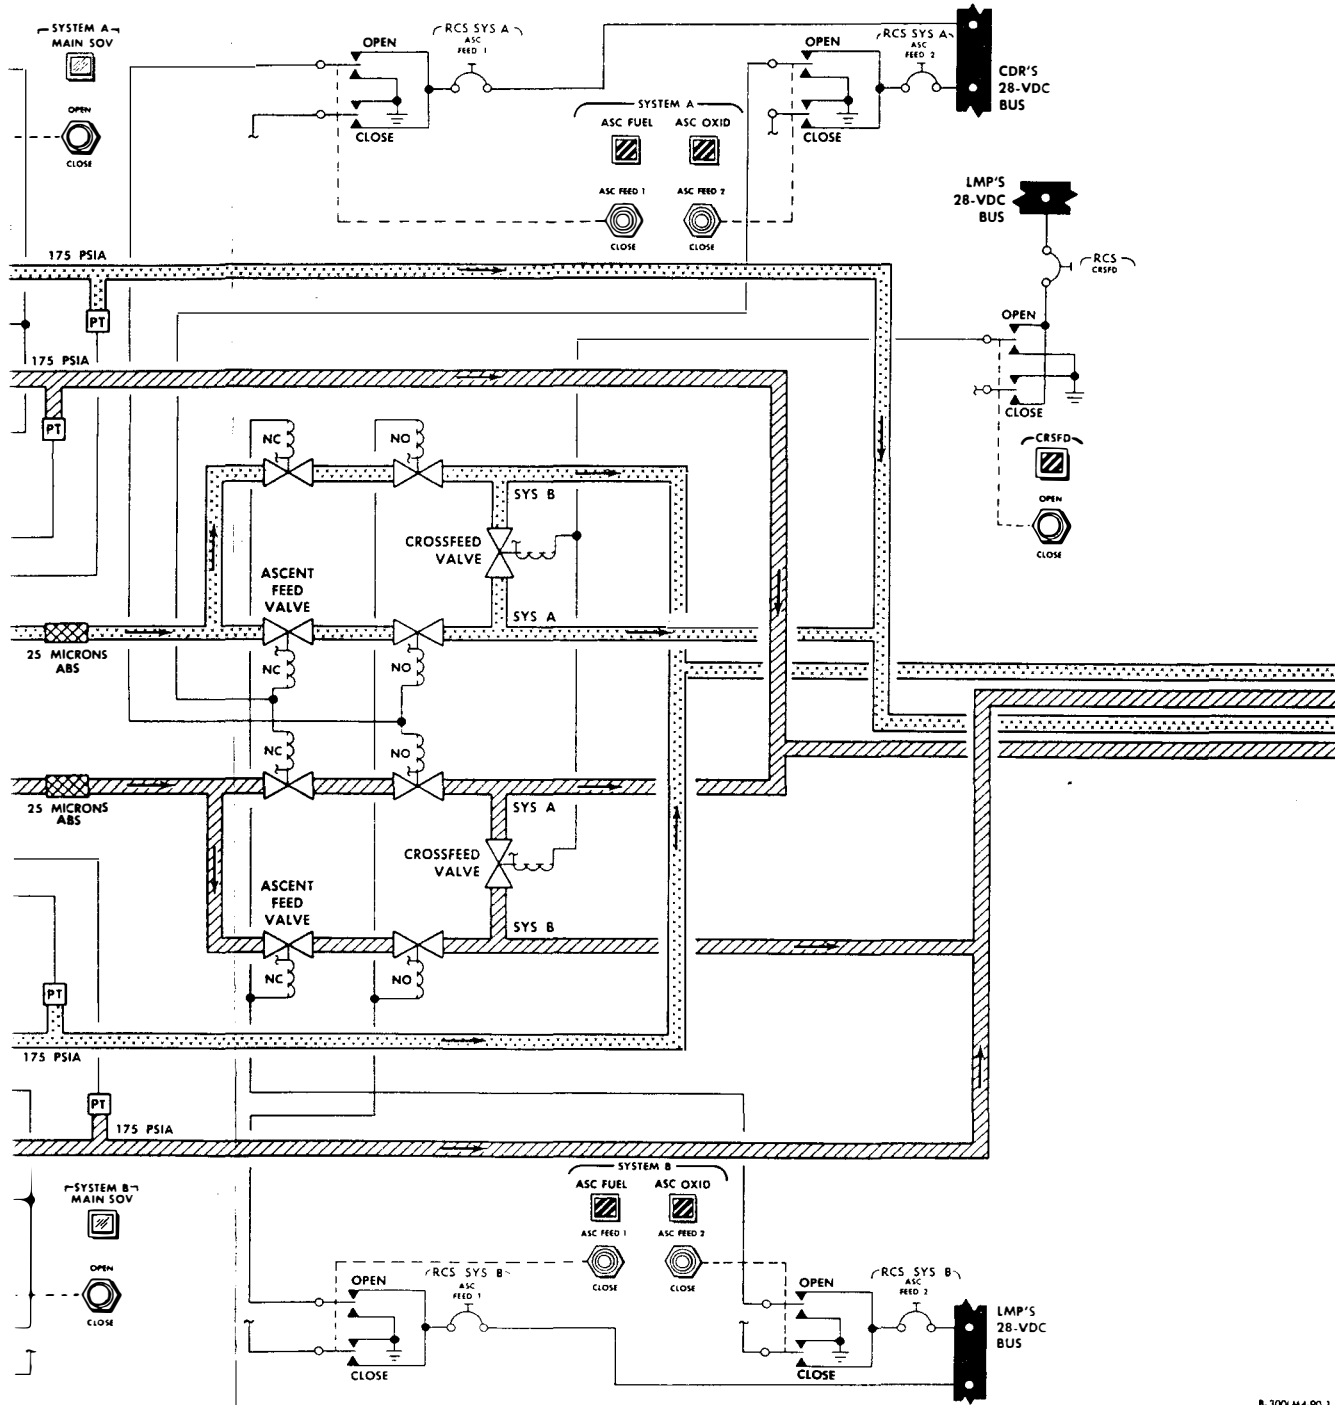 SYSTEM A
MAIN SOV
OPEN
CLOSE
OPEN
CLOSE
RCS SYS A
ASC
FEED 1
OPEN
CLOSE
RCS SYS A
ASC
FEED 2
CDR'S
28-VDC
BUS
SYSTEM A
ASC FUEL
ASC OXID
ASC FEED 1
ASC FEED 2
CLOSE
CLOSE
LMP'S
28-VDC
BUS
RCS
CRSFD
OPEN
CLOSE
CRSFD
OPEN
CLOSE
175 PSIA
PT
175 PSIA
PT
NC
NO
SYS B
CROSSFEED
VALVE
ASCENT
FEED
VALVE
SYS A
25 MICRONS
ABS
NC
NO
NC
NO
25 MICRONS
ABS
SYS A
CROSSFEED
VALVE
ASCENT
FEED
VALVE
SYS B
NC
NO
PT
175 PSIA
PT
175 PSIA
SYSTEM B
MAIN SOV
OPEN
CLOSE
SYSTEM B
ASC FUEL
ASC OXID
ASC FEED 1
ASC FEED 2
CLOSE
CLOSE
OPEN
CLOSE
RCS SYS B
ASC
FEED 1
OPEN
CLOSE
RCS SYS B
ASC
FEED 2
LMP'S
28-VDC
BUS